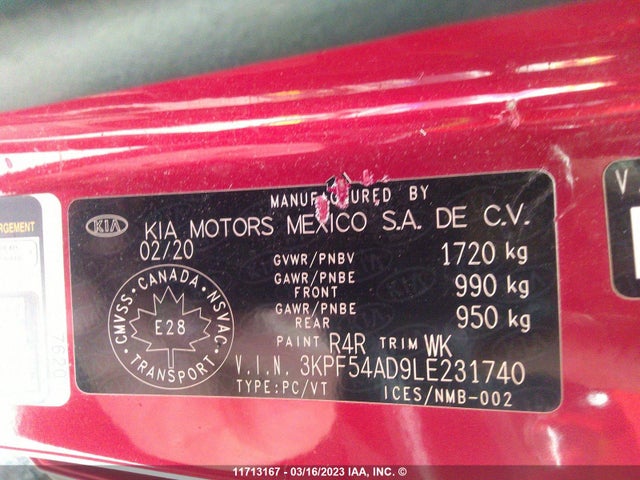 MANUFACTURED BY
KIA KIA MOTORS MEXICO S.A. DE C.V.
02/20
GVWR/PNBV 1720 kg
GAWR/PNBE FRONT 990 kg
GAWR/PNBE REAR 950 kg
PAINT R4R TRIM WK
V.I.N. 3KPF54AD9LE231740
TYPE:PC/VT ICES/NMB-002
CMVSS · CANADA · NSVAC · TRANSPORT ·
E28
RGEMENT
V
11713167 - 03/16/2023 IAA, INC. ©